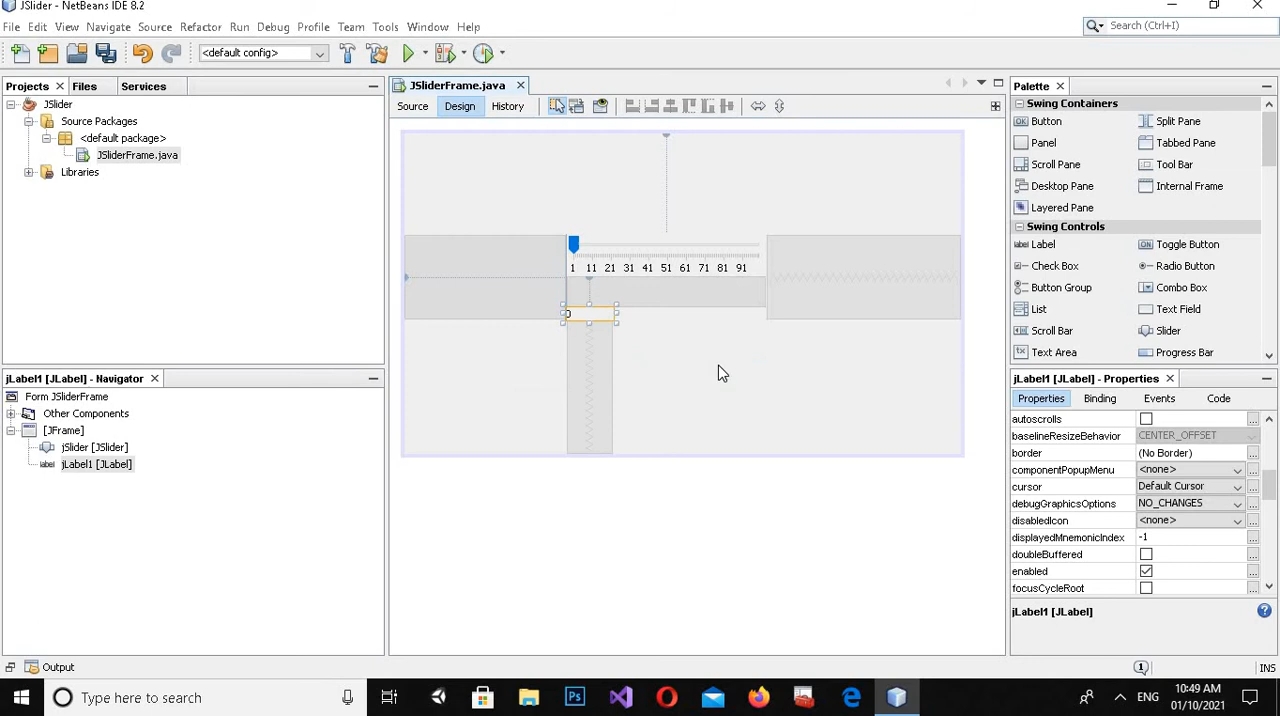 JSlider - NetBeans IDE 8.2
File Edit View Navigate Source Refactor Run Debug Profile Team Tools Window Help
Search (Ctrl+I)
<default config>
Projects Files Services
JSlider
Source Packages
<default package>
JSliderFrame.java
Libraries
jLabel1 [JLabel] - Navigator
Form JSliderFrame
Other Components
[JFrame]
jSlider [JSlider]
label jLabel1 [JLabel]
JSliderFrame.java
Source Design History
1 11 21 31 41 51 61 71 81 91
0
Palette
Swing Containers
OK Button Split Pane
Panel Tabbed Pane
Scroll Pane Tool Bar
Desktop Pane Internal Frame
Layered Pane
Swing Controls
label Label ON Toggle Button
Check Box Radio Button
Button Group Combo Box
List Text Field
Scroll Bar Slider
Text Area Progress Bar
jLabel1 [JLabel] - Properties
Properties Binding Events Code
autoscrolls ...
baselineResizeBehavior CENTER_OFFSET ...
border (No Border) ...
componentPopupMenu <none> ...
cursor Default Cursor ...
debugGraphicsOptions NO_CHANGES ...
disabledIcon <none> ...
displayedMnemonicIndex -1 ...
doubleBuffered ...
enabled ...
focusCycleRoot ...
jLabel1 [JLabel]
Output
1 INS
Type here to search
Ps
ENG
10:49 AM
01/10/2021